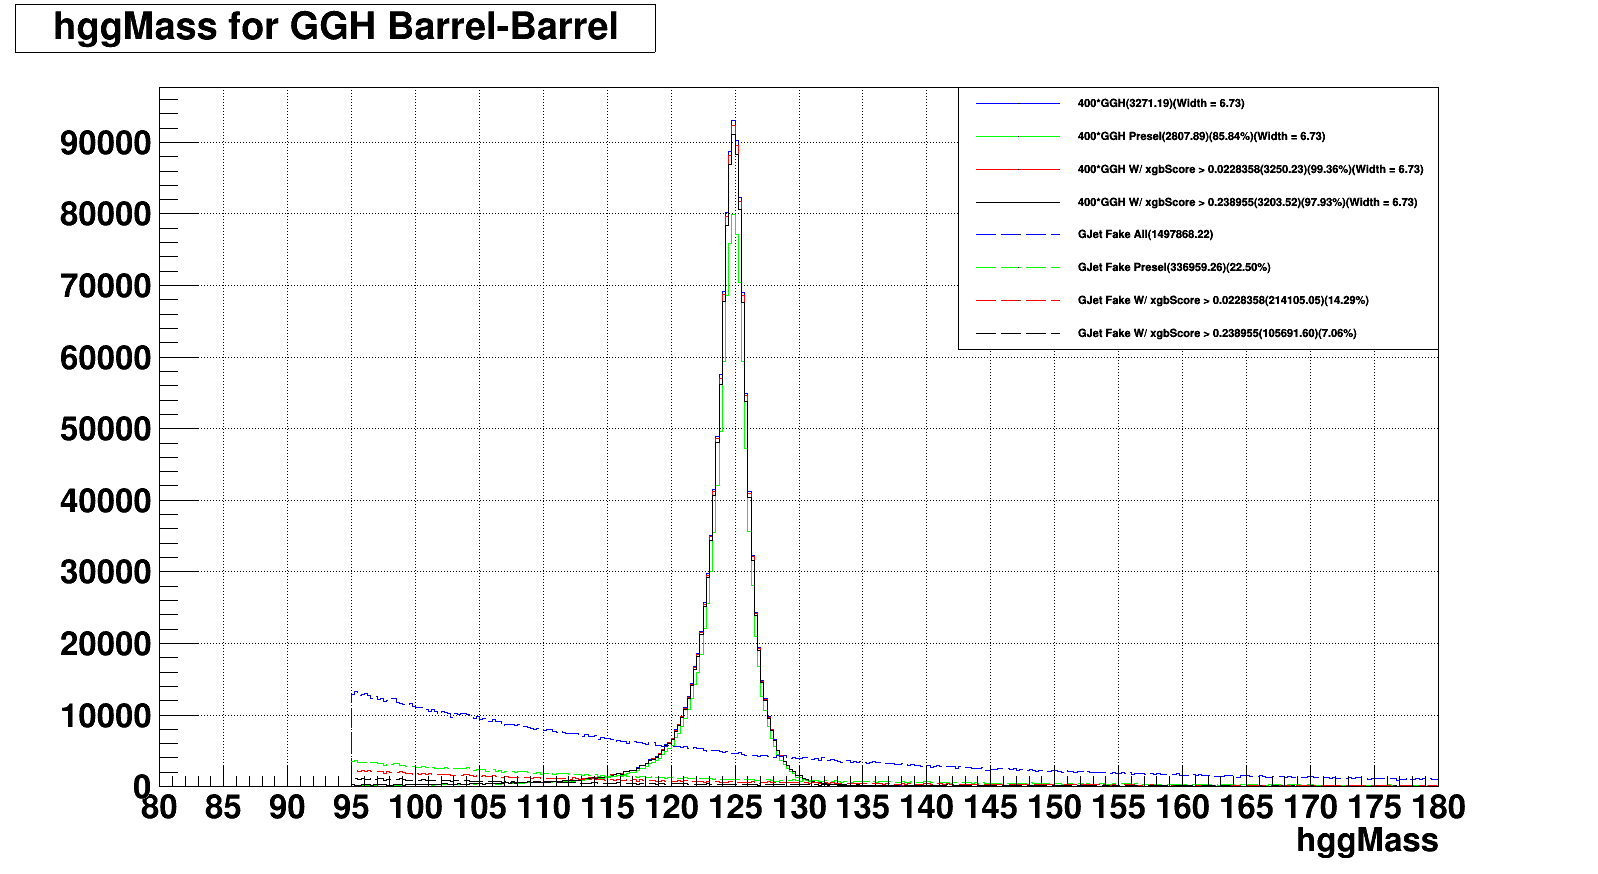 hggMass for GGH Barrel-Barrel
400*GGH(3271.19)(Width = 6.73)
400*GGH Presel(2807.89)(85.84%)(Width = 6.73)
400*GGH W/ xgbScore > 0.0228358(3250.23)(99.36%)(Width = 6.73)
400*GGH W/ xgbScore > 0.238955(3203.52)(97.93%)(Width = 6.73)
GJet Fake All(1497868.22)
GJet Fake Presel(336959.26)(22.50%)
GJet Fake W/ xgbScore > 0.0228358(214105.05)(14.29%)
GJet Fake W/ xgbScore > 0.238955(105691.60)(7.06%)
90000
80000
70000
60000
50000
40000
30000
20000
10000
0
80 85 90 95 100 105 110 115 120 125 130 135 140 145 150 155 160 165 170 175 180
hggMass